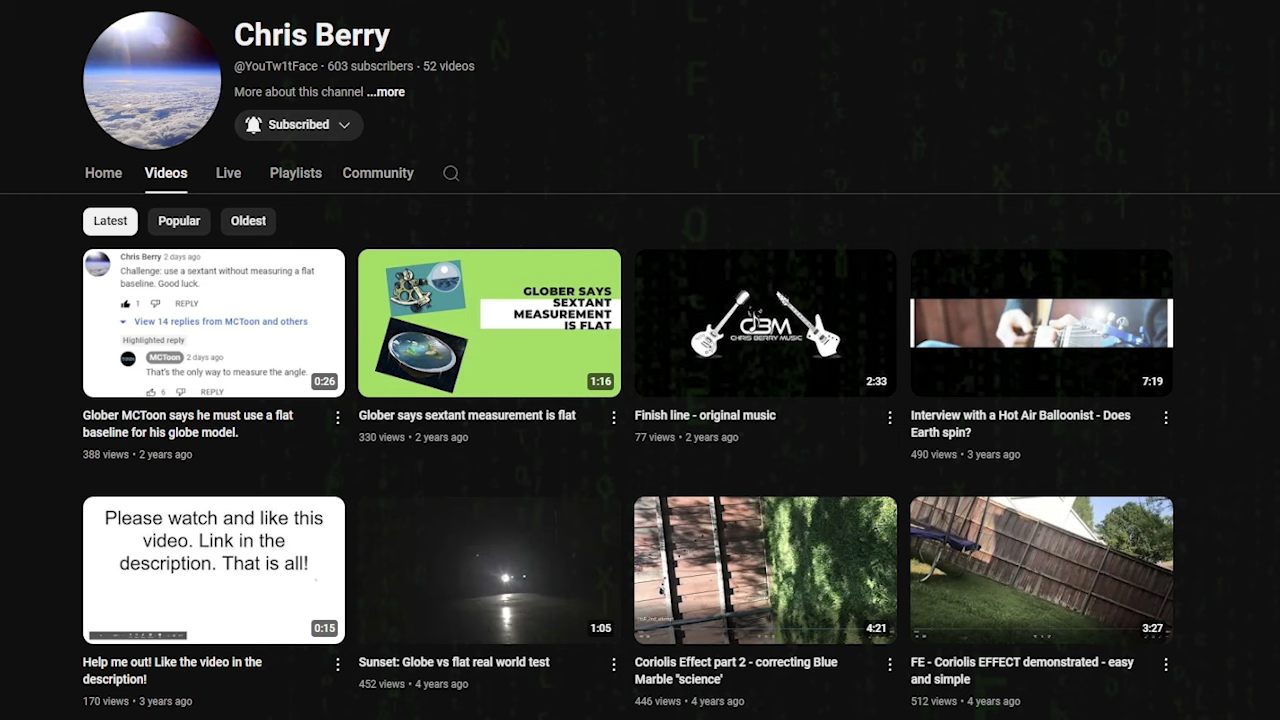 Chris Berry
@YouTw1tFace · 603 subscribers · 52 videos
More about this channel ...more
Subscribed
Home Videos Live Playlists Community
Latest Popular Oldest
Chris Berry 2 days ago
Challenge: use a sextant without measuring a flat
baseline. Good luck.
1 REPLY
View 14 replies from MCToon and others
Highlighted reply
MCToon 2 days ago
That's the only way to measure the angle.
6 REPLY
0:26
Glober MCToon says he must use a flat
baseline for his globe model.
388 views • 2 years ago
GLOBER SAYS
SEXTANT
MEASUREMENT
IS FLAT
1:16
Glober says sextant measurement is flat
330 views • 2 years ago
CBM
CHRIS BERRY MUSIC
2:33
Finish line - original music
77 views • 2 years ago
7:19
Interview with a Hot Air Balloonist - Does
Earth spin?
490 views • 3 years ago
Please watch and like this
video. Link in the
description. That is all!
0:15
Help me out! Like the video in the
description!
170 views • 3 years ago
1:05
Sunset: Globe vs flat real world test
452 views • 4 years ago
4:21
Coriolis Effect part 2 - correcting Blue
Marble "science'
446 views • 4 years ago
3:27
FE - Coriolis EFFECT demonstrated - easy
and simple
512 views • 4 years ago